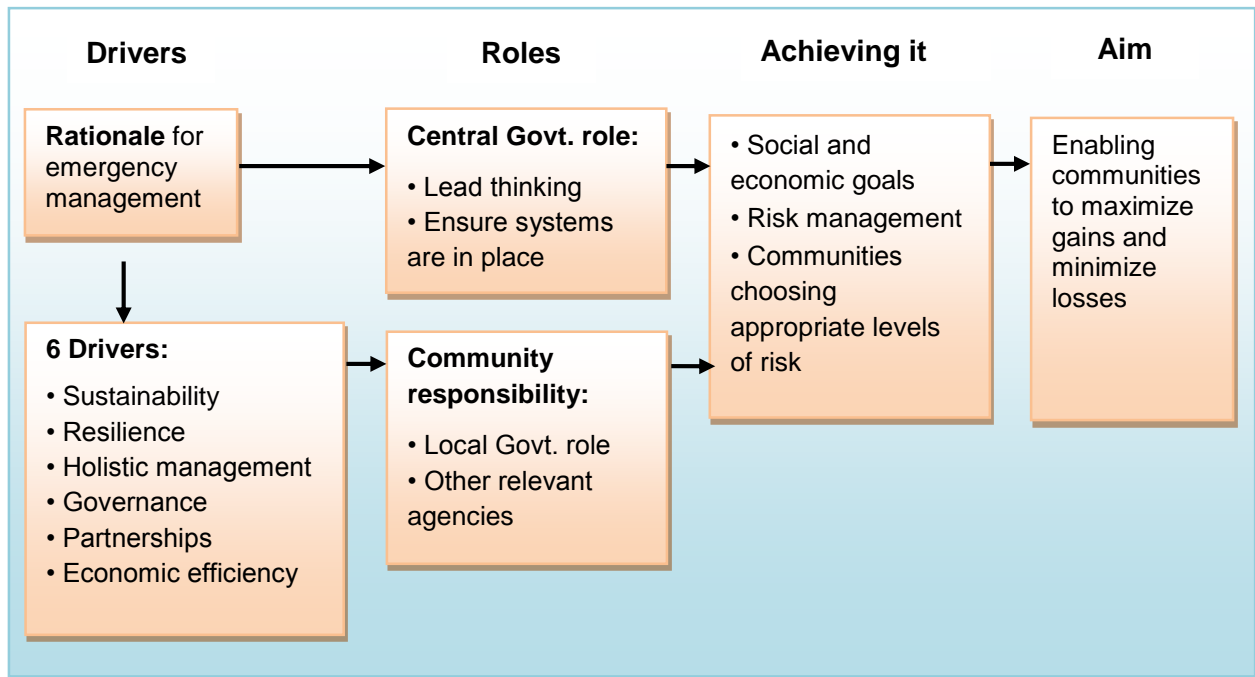 Drivers
Roles
Achieving it
Aim
Rationale for
emergency
management
6 Drivers:
• Sustainability
• Resilience
• Holistic management
• Governance
• Partnerships
• Economic efficiency
Central Govt. role:
• Lead thinking
• Ensure systems
are in place
Community
responsibility:
• Local Govt. role
• Other relevant
agencies
• Social and
economic goals
• Risk management
• Communities
choosing
appropriate levels
of risk
Enabling
communities
to maximize
gains and
minimize
losses